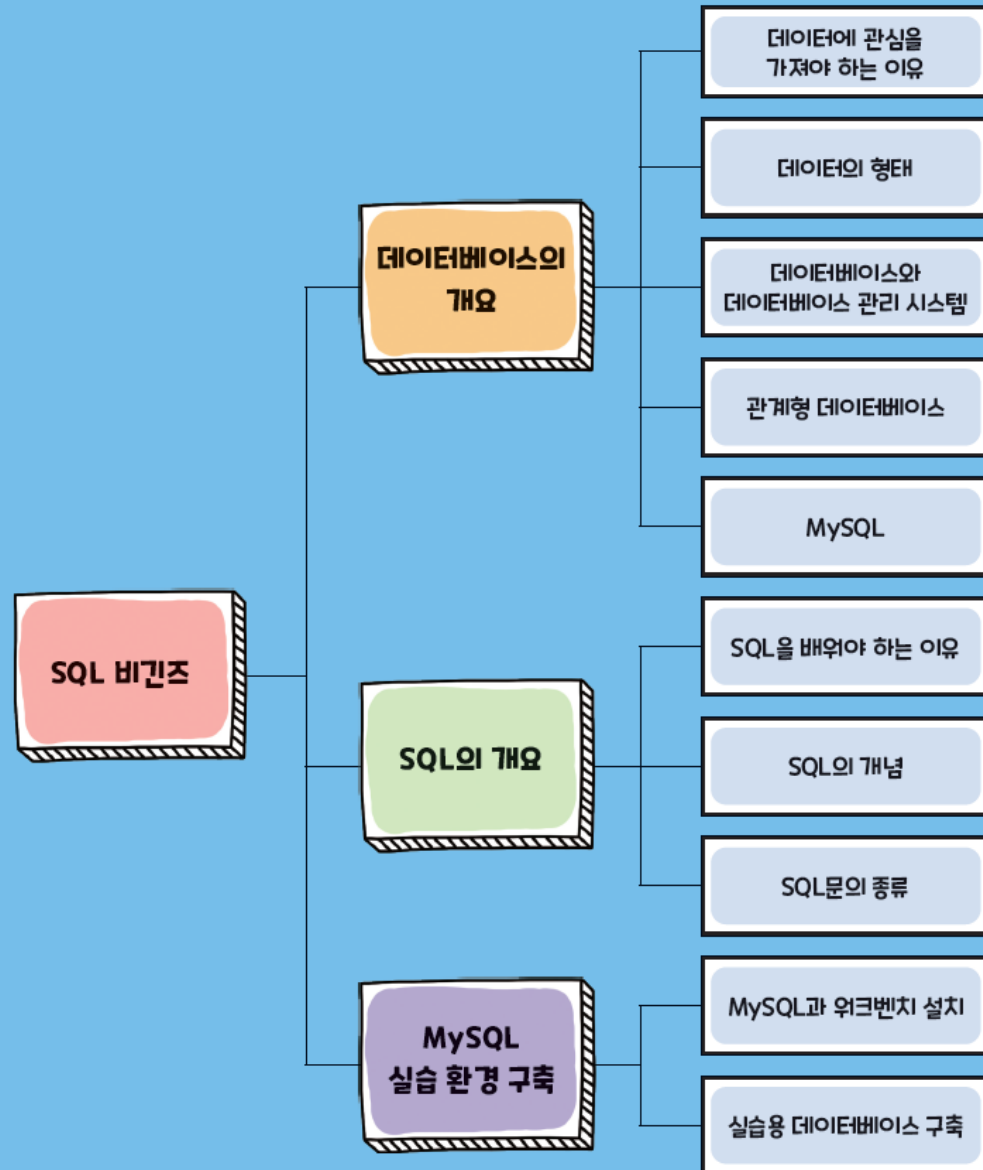 SQL 비긴즈
데이터베이스의
개요
데이터에 관심을
가져야 하는 이유
데이터의 형태
데이터베이스와
데이터베이스 관리 시스템
관계형 데이터베이스
MySQL
SQL의 개요
SQL을 배워야 하는 이유
SQL의 개념
SQL문의 종류
MySQL
실습 환경 구축
MySQL과 워크벤치 설치
실습용 데이터베이스 구축